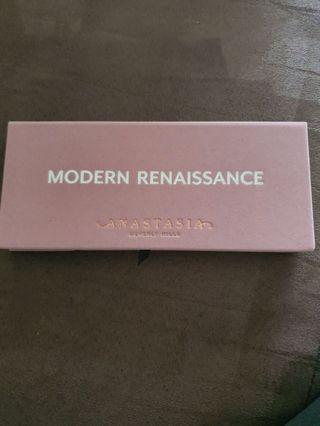 MODERN RENAISSANCE
ANASTASIA
BEVERLY HILLS